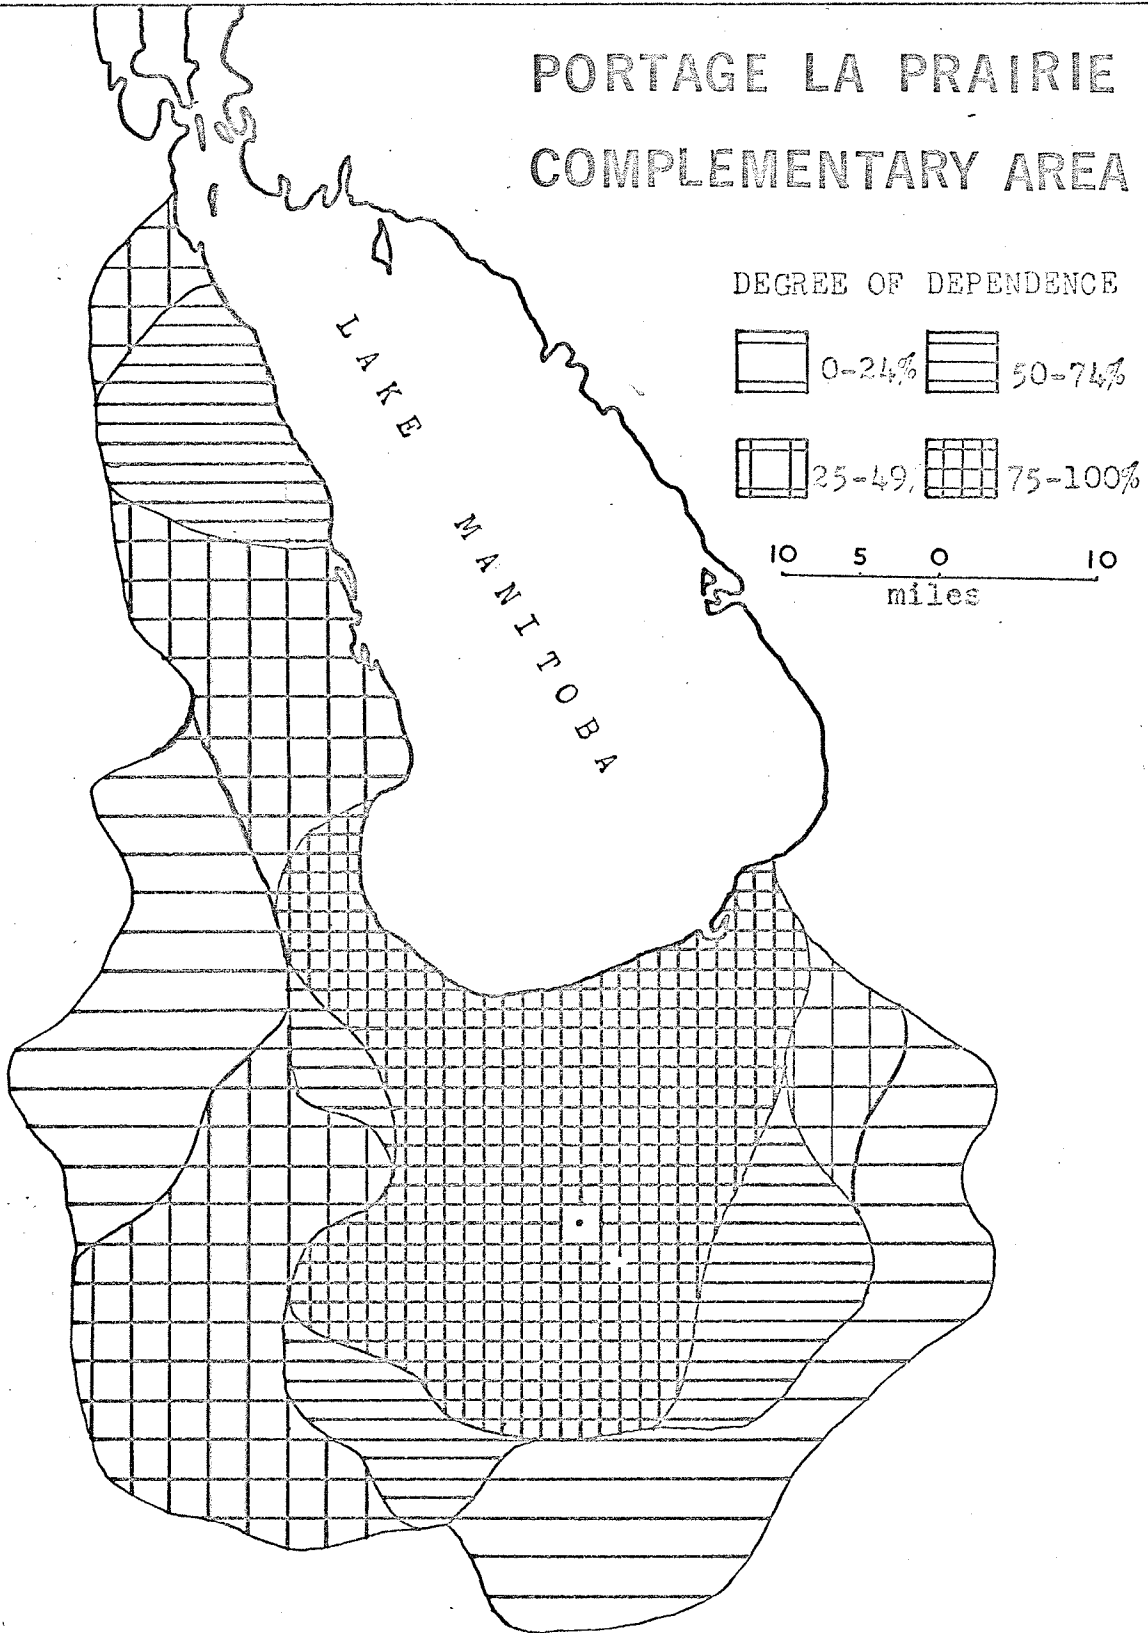 PORTAGE LA PRAIRIE
COMPLEMENTARY AREA
DEGREE OF DEPENDENCE
0-24% 50-74%
25-49% 75-100%
10 5 0 10
miles
LAKE MANITOBA